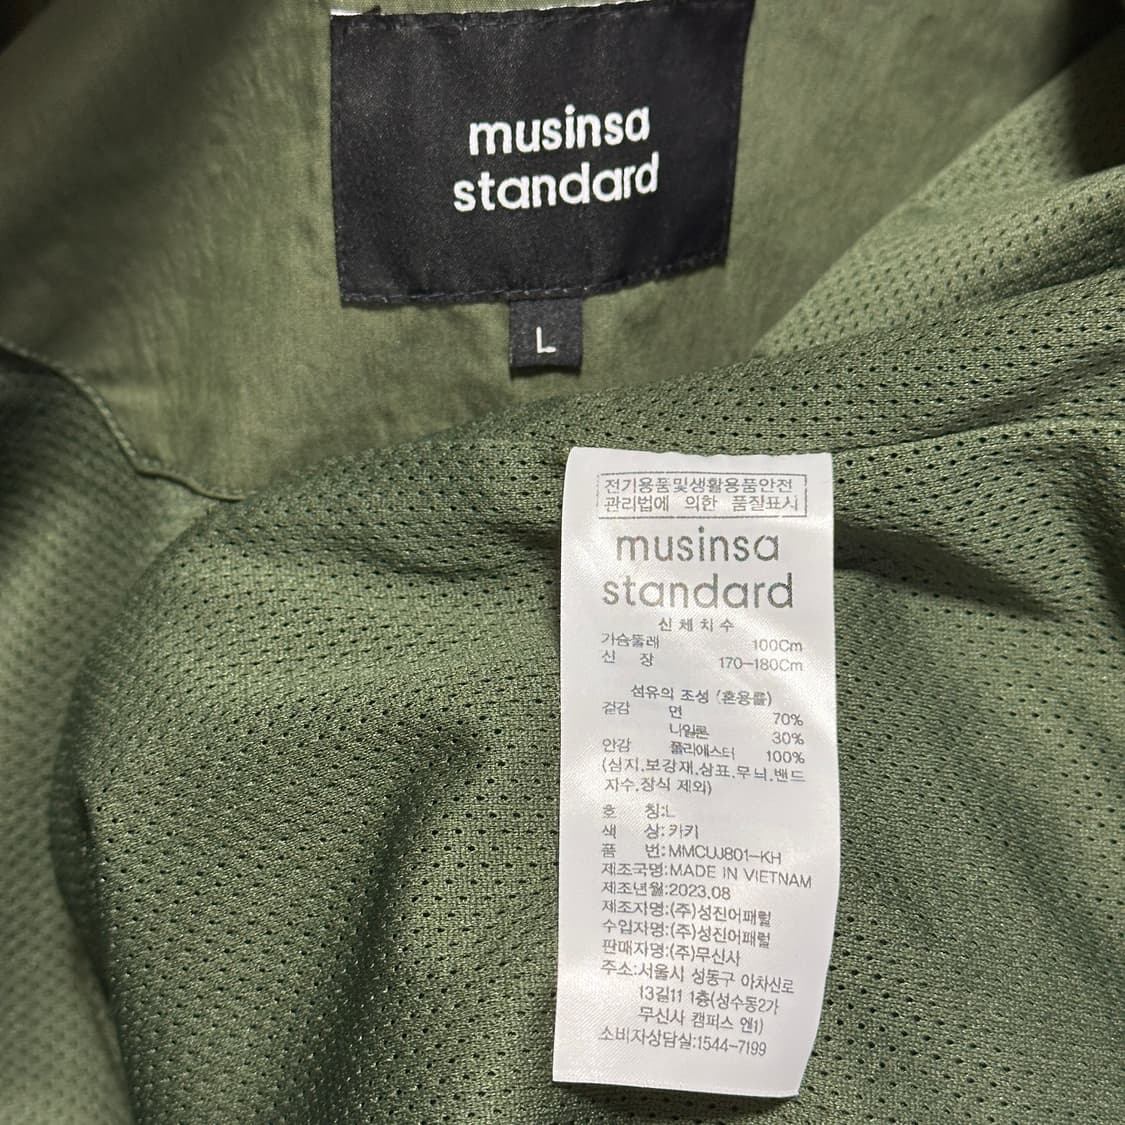 musinsa
standard
L
전기용품및생활용품안전
관리법에 의한 품질표시
musinsa
standard
신체치수
가슴둘레 100Cm
신 장 170-180Cm
섬유의 조성 (혼용률)
겉감 면 70%
나일론 30%
안감 폴리에스터 100%
(심지.보강재.상표.무늬.밴드
자수.장식 제외)
호 칭:L
색 상:카키
품 번:MMCUJ801-KH
제조국명:MADE IN VIETNAM
제조년월:2023.08
제조자명:(주)성진어패럴
수입자명:(주)성진어패럴
판매자명:(주)무신사
주소:서울시 성동구 아차산로
13길11 1층(성수동2가
무신사 캠퍼스 엔1)
소비자상담실:1544-7199